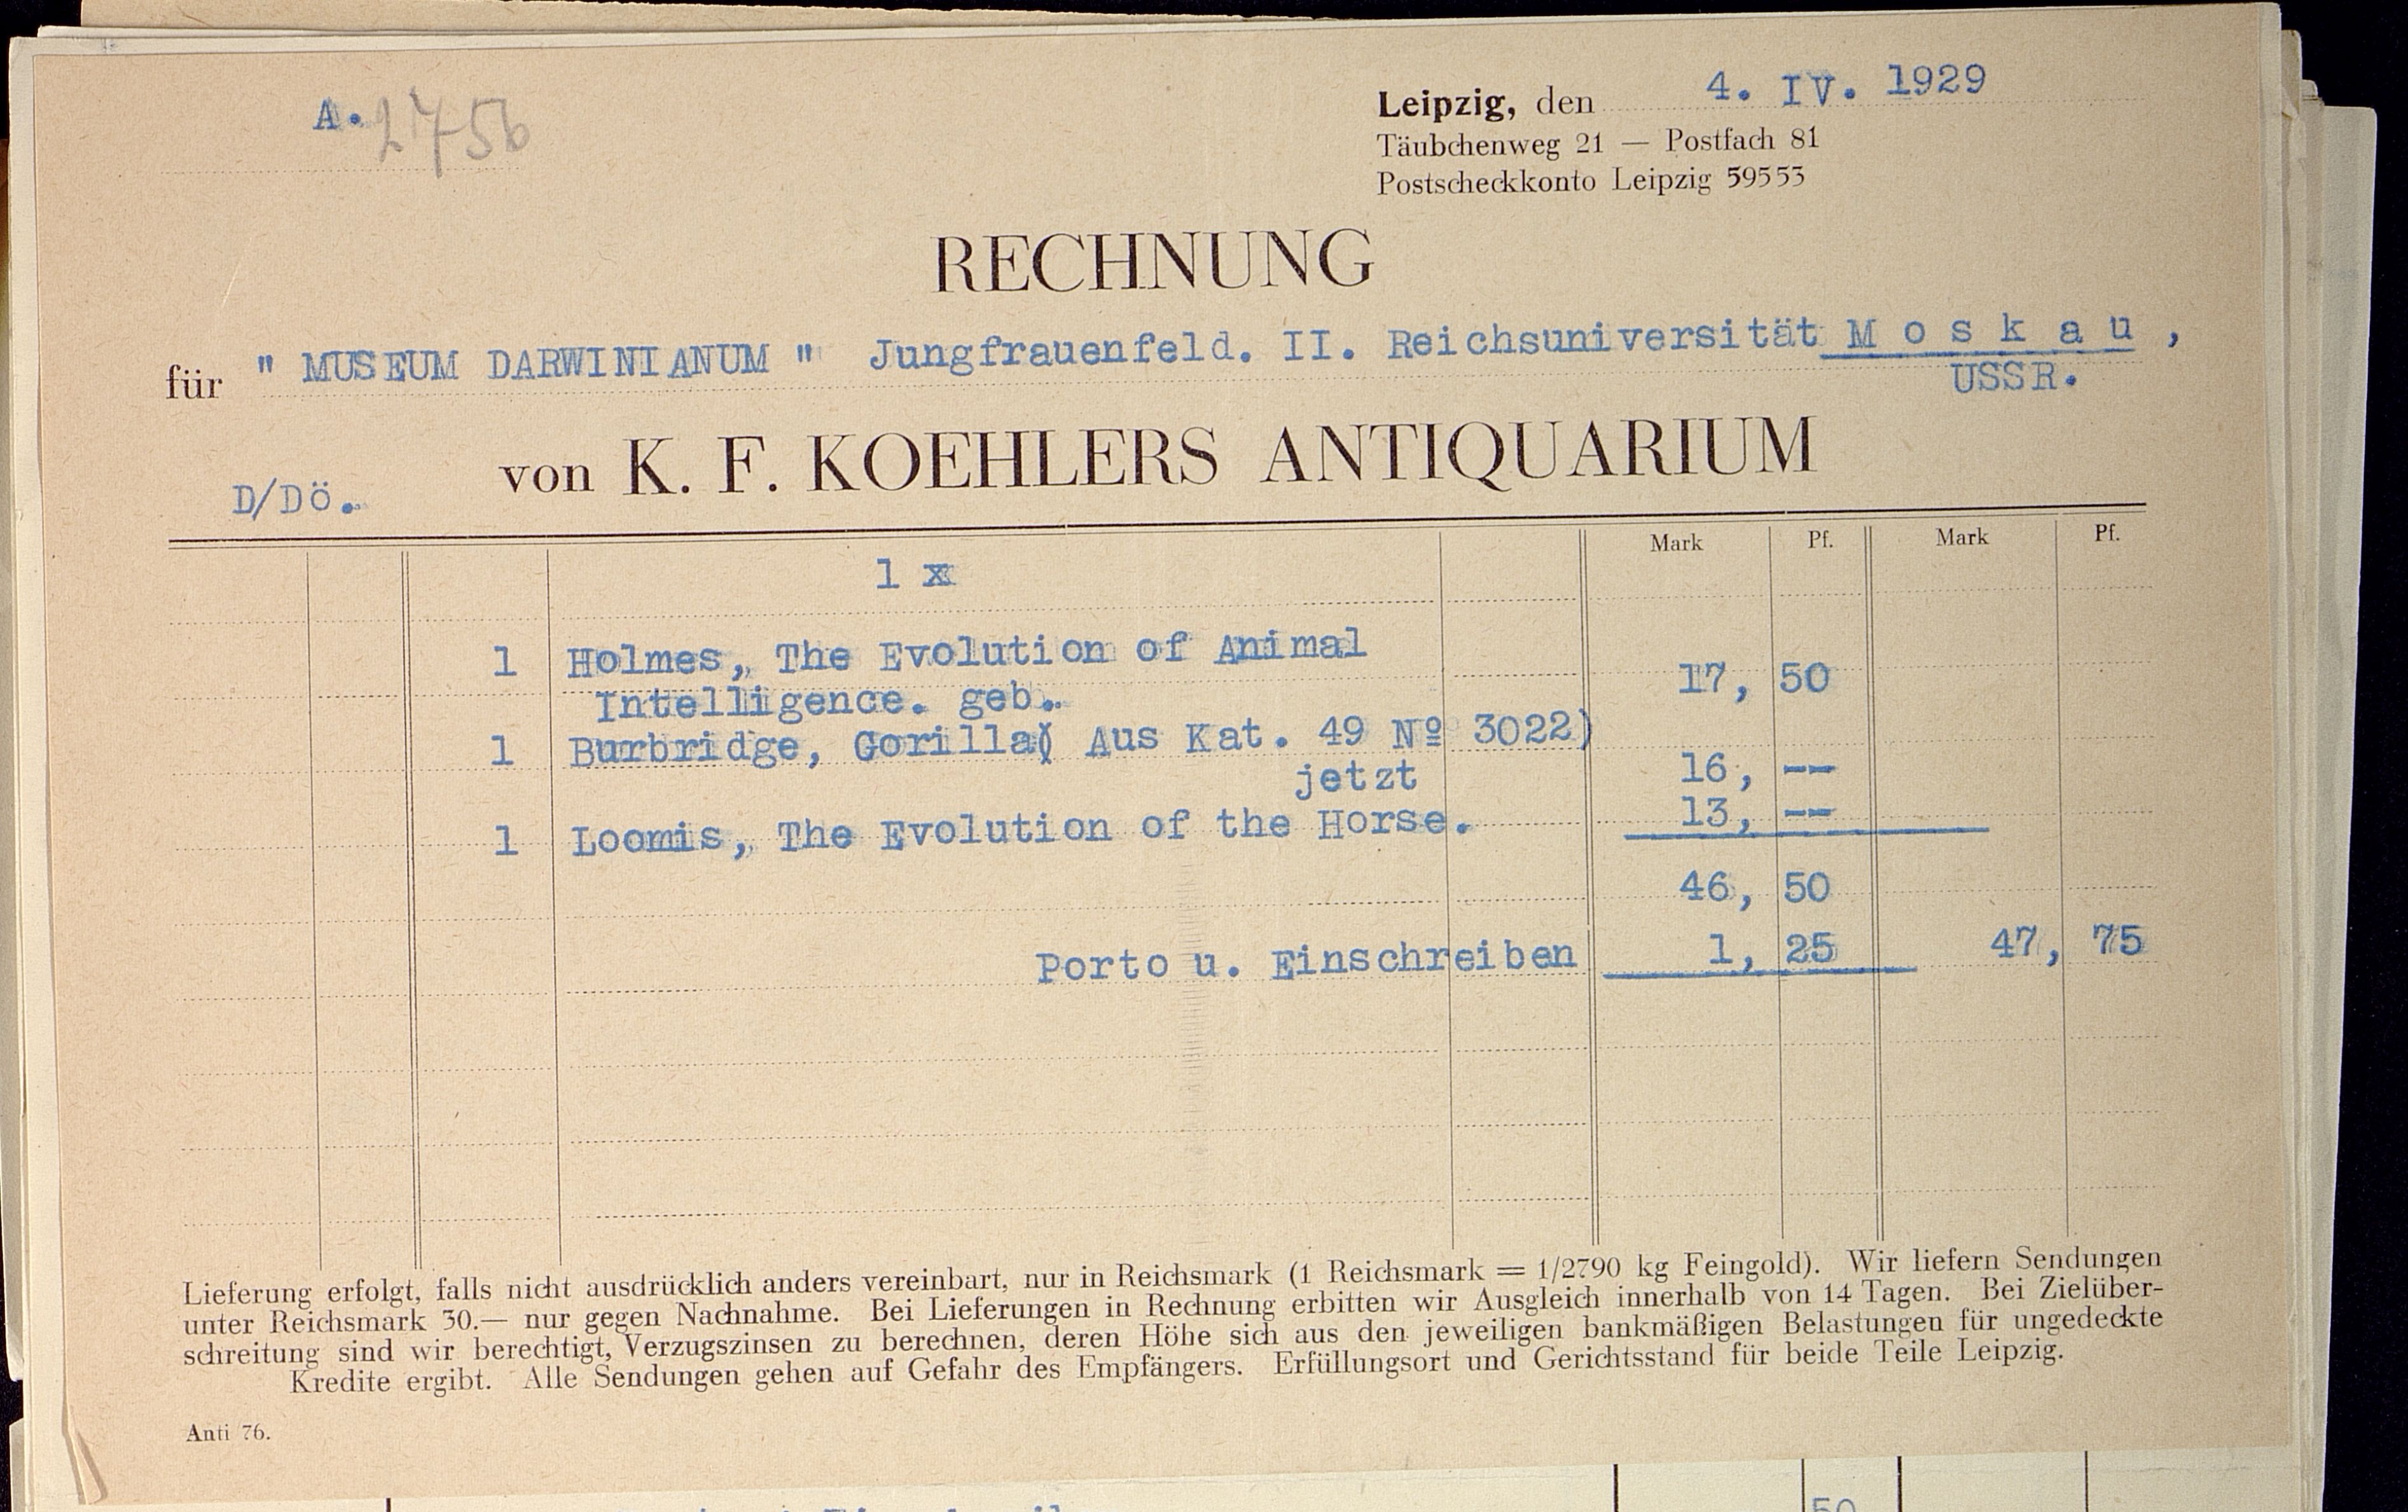 A. 2756
Leipzig, den 4. IV. 1929
Täubchenweg 21 — Postfach 81
Postscheckkonto Leipzig 59553
RECHNUNG
für " MUSEUM DARWINIANUM " Jungfrauenfeld. II. Reichsuniversität M o s k a u ,
USSR.
von K. F. KOEHLERS ANTIQUARIUM
D/Dö.
Mark Pf. Mark Pf.
1 x
1 Holmes, The Evolution of Animal
Intelligence. geb. 17, 50
1 Burbridge, Gorilla( Aus Kat. 49 Nº 3022)
jetzt 16, --
1 Loomis, The Evolution of the Horse. 13, --
46, 50
Porto u. Einschreiben 1, 25 47, 75
Lieferung erfolgt, falls nicht ausdrücklich anders vereinbart, nur in Reichsmark (1 Reichsmark = 1/2790 kg Feingold). Wir liefern Sendungen
unter Reichsmark 30.— nur gegen Nachnahme. Bei Lieferungen in Rechnung erbitten wir Ausgleich innerhalb von 14 Tagen. Bei Zielüber-
schreitung sind wir berechtigt, Verzugszinsen zu berechnen, deren Höhe sich aus den jeweiligen bankmäßigen Belastungen für ungedeckte
Kredite ergibt. Alle Sendungen gehen auf Gefahr des Empfängers. Erfüllungsort und Gerichtsstand für beide Teile Leipzig.
Anti 76.
50